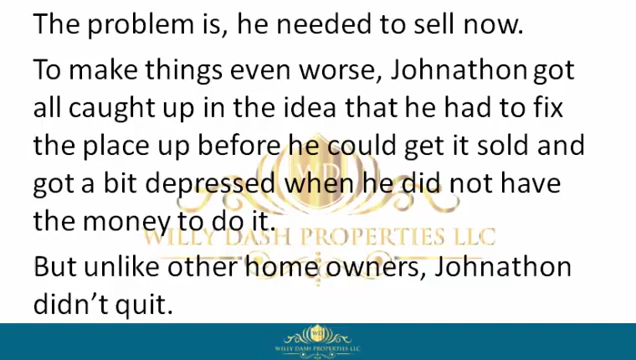 The problem is, he needed to sell now.
To make things even worse, Johnathon got
all caught up in the idea that he had to fix
the place up before he could get it sold and
got a bit depressed when he did not have
the money to do it.
WILLY DASH PROPERTIES LLC
But unlike other home owners, Johnathon
didn’t quit.
WILLY DASH PROPERTIES LLC